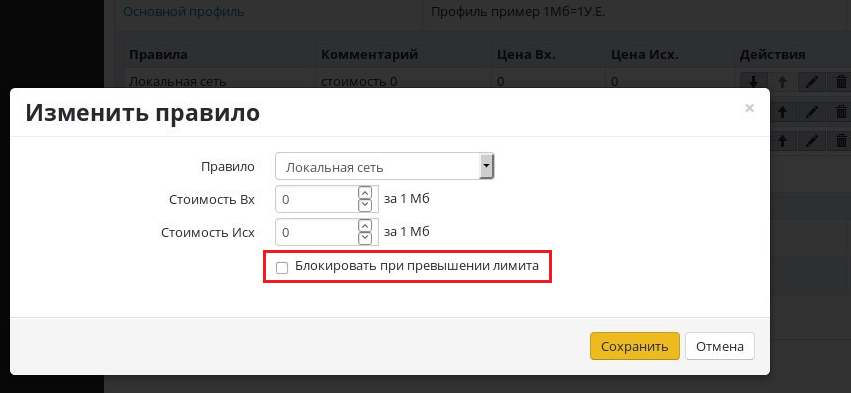 Основной профиль Профиль пример 1Мб=1У.Е.
Правила Комментарий Цена Вх. Цена Исх. Действия
Локальная сеть стоимость 0 0 0
Изменить правило ×
Правило Локальная сеть
Стоимость Вх 0 за 1 Мб
Стоимость Исх 0 за 1 Мб
Блокировать при превышении лимита
Сохранить Отмена